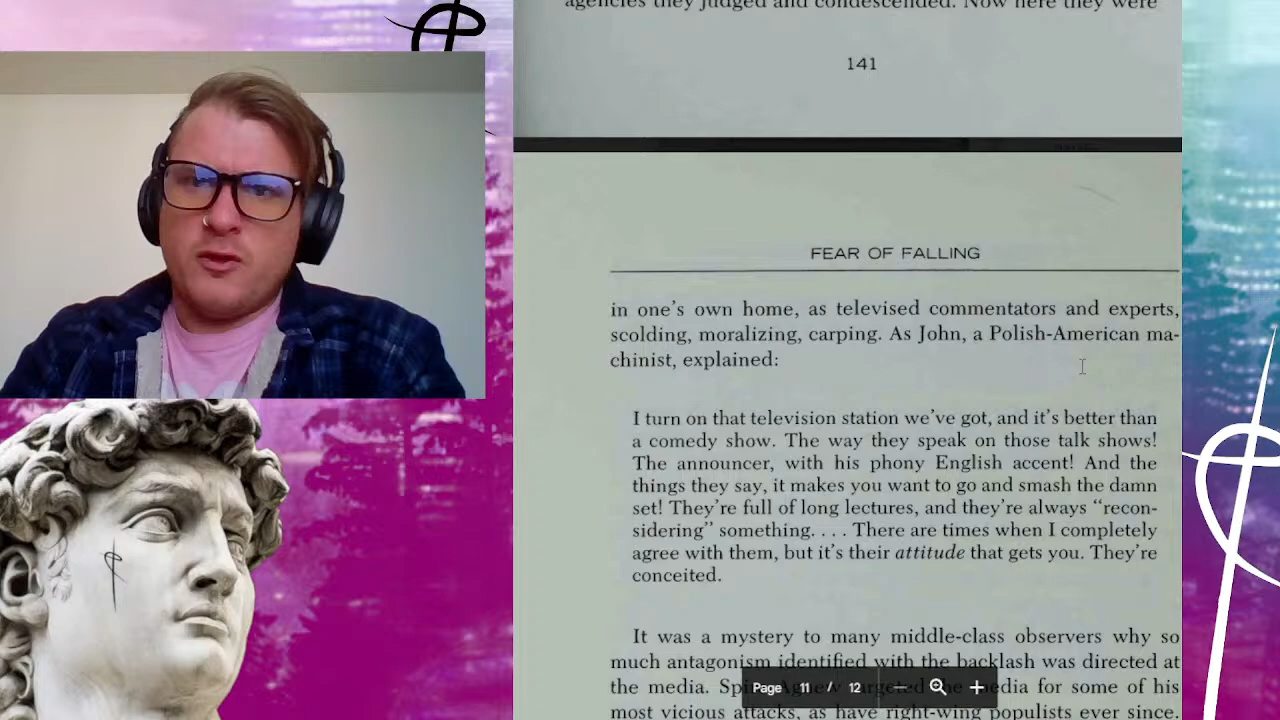 agencies they judged and condescended. Now here they were
141
FEAR OF FALLING
in one's own home, as televised commentators and experts,
scolding, moralizing, carping. As John, a Polish-American ma-
chinist, explained:
I turn on that television station we've got, and it's better than
a comedy show. The way they speak on those talk shows!
The announcer, with his phony English accent! And the
things they say, it makes you want to go and smash the damn
set! They're full of long lectures, and they're always "recon-
sidering" something. . . . There are times when I completely
agree with them, but it's their attitude that gets you. They're
conceited.
It was a mystery to many middle-class observers why so
much antagonism identified with the backlash was directed at
the media. Spiro Agnew targeted the media for some of his
most vicious attacks, as have right-wing populists ever since.
Page 11 / 12